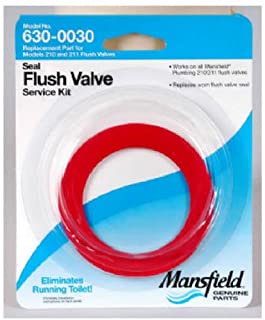 Model No.
630-0030
Replacement Part for
Models 210 and 211 Flush Valves
Seal
Flush Valve
Service Kit
• Works on all Mansfield®
Plumbing 210/211 flush valves
• Replaces worn flush valve seal
Eliminates
Running Toilet!
Mansfield®
GENUINE
PARTS